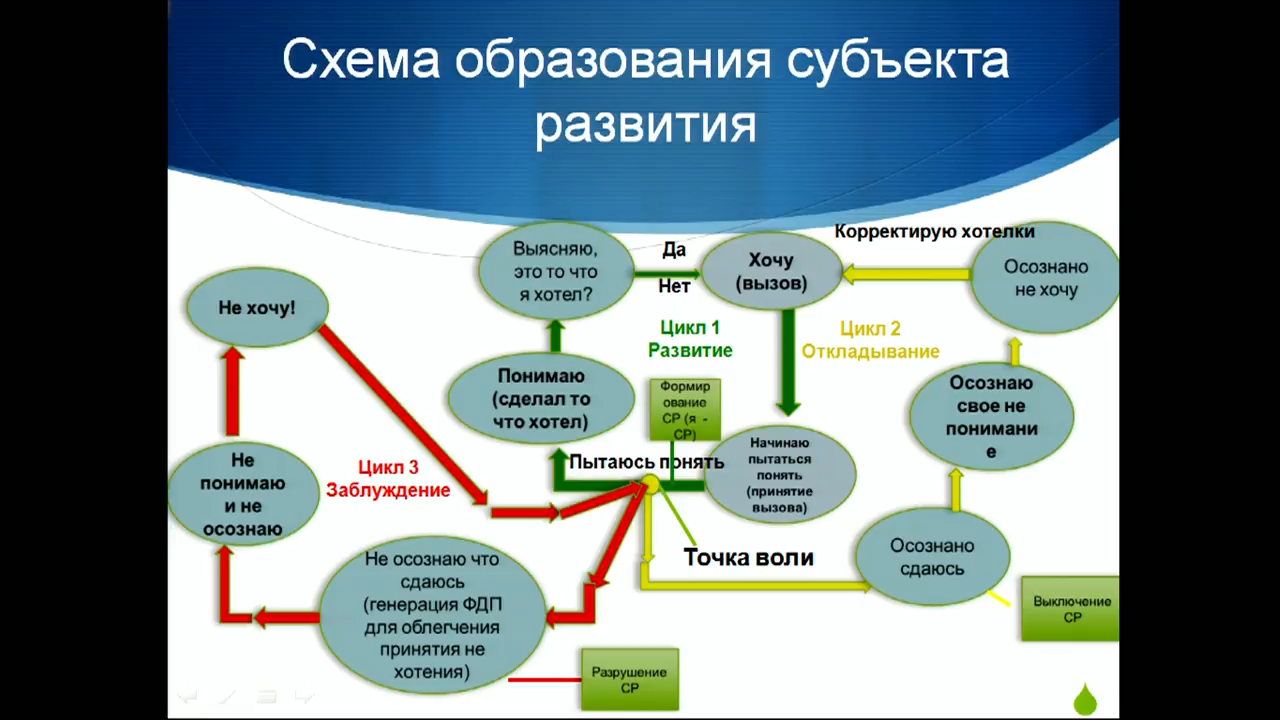 Схема образования субъекта
развития
Корректирую хотелки
Выясняю,
это то что
я хотел?
Да
Нет
Хочу
(вызов)
Осознано
не хочу
Не хочу!
Цикл 1
Развитие
Цикл 2
Откладывание
Понимаю
(сделал то
что хотел)
Формир
ование
СР (я -
СР)
Осознаю
свое не
понимани
е
Не
понимаю
и не
осознаю
Цикл 3
Заблуждение
Пытаюсь понять
Начинаю
пытаться
понять
(принятие
вызова)
Точка воли
Осознано
сдаюсь
Не осознаю что
сдаюсь
(генерация ФДП
для облегчения
принятия не
хотения)
Выключение
СР
Разрушение
СР